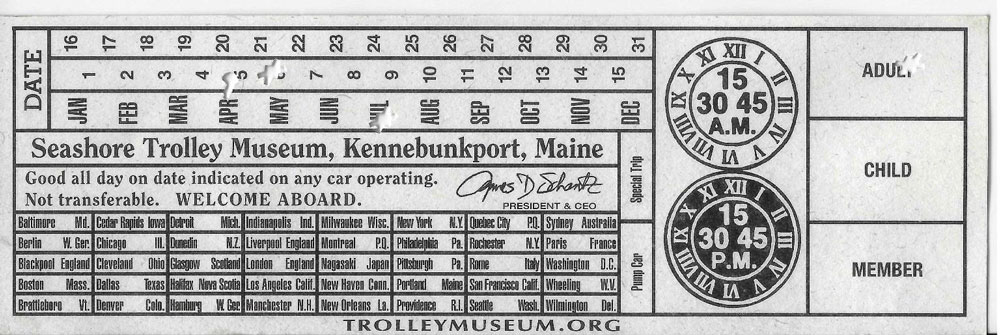 DATE
16 17 18 19 20 21 22 23 24 25 26 27 28 29 30 31
1 2 3 4 5 6 7 8 9 10 11 12 13 14 15
JAN FEB MAR APR MAY JUN JUL AUG SEP OCT NOV DEC
Seashore Trolley Museum, Kennebunkport, Maine
Good all day on date indicated on any car operating.
Not transferable. WELCOME ABOARD.
PRESIDENT & CEO
Baltimore Md. Cedar Rapids Iowa Detroit Mich. Indianapolis Ind. Milwaukee Wisc. New York N.Y. Quebec City P.Q. Sydney Australia
Berlin W. Ger. Chicago Ill. Dunedin N.Z. Liverpool England Montreal P.Q. Philadelphia Pa. Rochester N.Y. Paris France
Blackpool England Cleveland Ohio Glasgow Scotland London England Nagasaki Japan Pittsburgh Pa. Rome Italy Washington D.C.
Boston Mass. Dallas Texas Halifax Nova Scotia Los Angeles Calif. New Haven Conn. Portland Maine San Francisco Calif. Wheeling W.V.
Brattleboro Vt. Denver Colo. Hamburg W. Ger. Manchester N.H. New Orleans La. Providence R.I. Seattle Wash. Wilmington Del.
Special Trip
Pump Car
XII I II III IV V VI VII VIII IX X XI
15
30 45
A.M.
XII I II III IV V VI VII VIII IX X XI
15
30 45
P.M.
ADULT
CHILD
MEMBER
TROLLEYMUSEUM.ORG